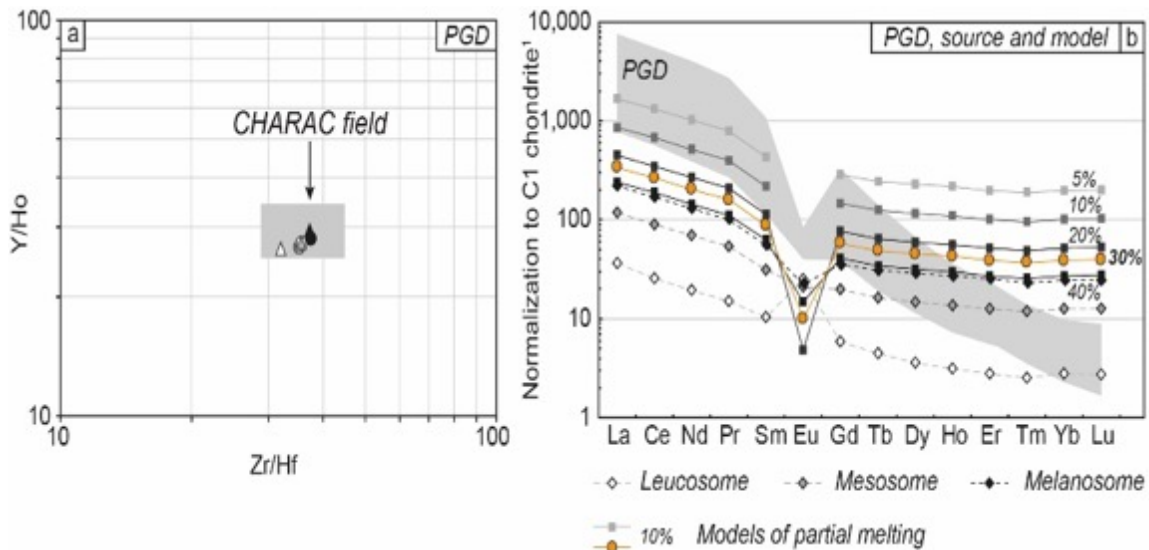 100
a
PGD
CHARAC field
Y/Ho
10
10
100
Zr/Hf
10,000
PGD, source and model
b
PGD
1,000
Normalization to C1 chondrite¹
5%
10%
100
20%
30%
40%
10
1
La Ce Nd Pr Sm Eu Gd Tb Dy Ho Er Tm Yb Lu
Leucosome Mesosome Melanosome
10% Models of partial melting